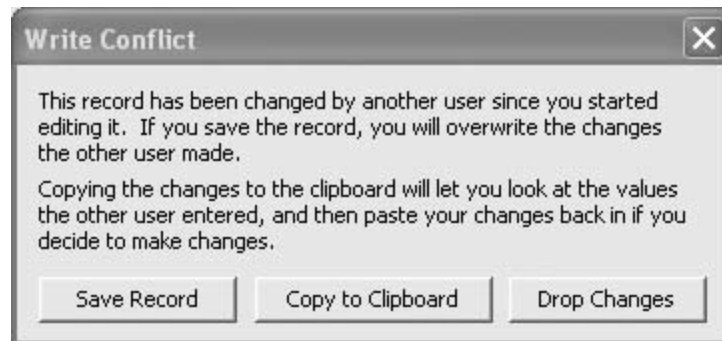 Write Conflict
This record has been changed by another user since you started
editing it.  If you save the record, you will overwrite the changes
the other user made.
Copying the changes to the clipboard will let you look at the values
the other user entered, and then paste your changes back in if you
decide to make changes.
Save Record
Copy to Clipboard
Drop Changes